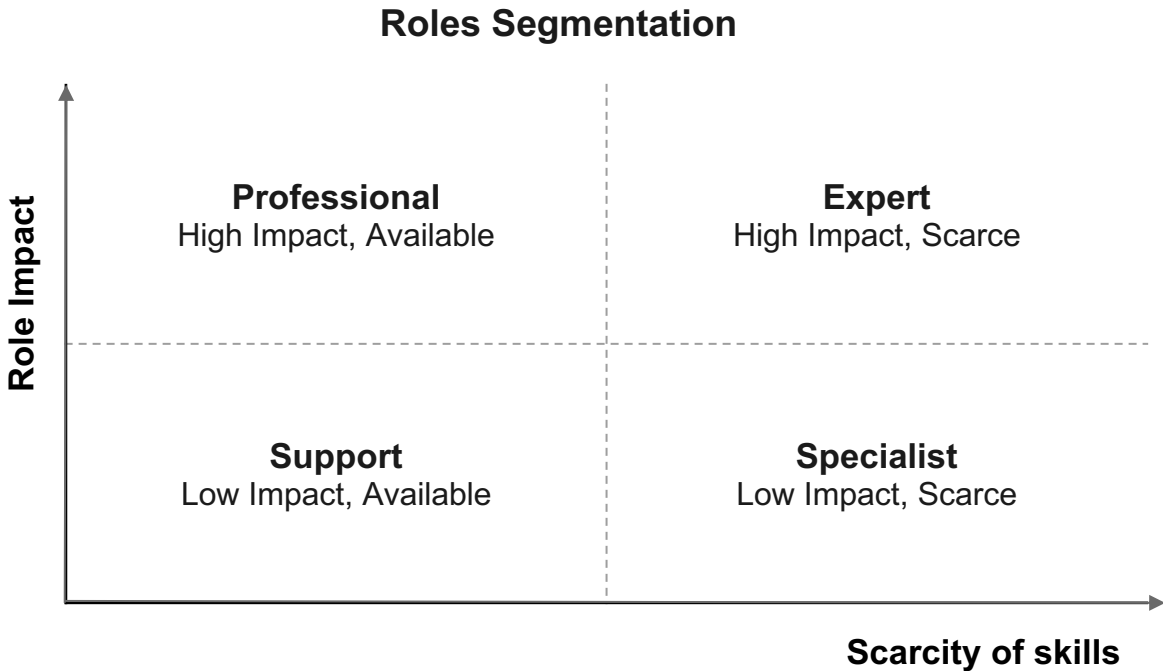 Roles Segmentation
Role Impact
Professional
High Impact, Available
Expert
High Impact, Scarce
Support
Low Impact, Available
Specialist
Low Impact, Scarce
Scarcity of skills